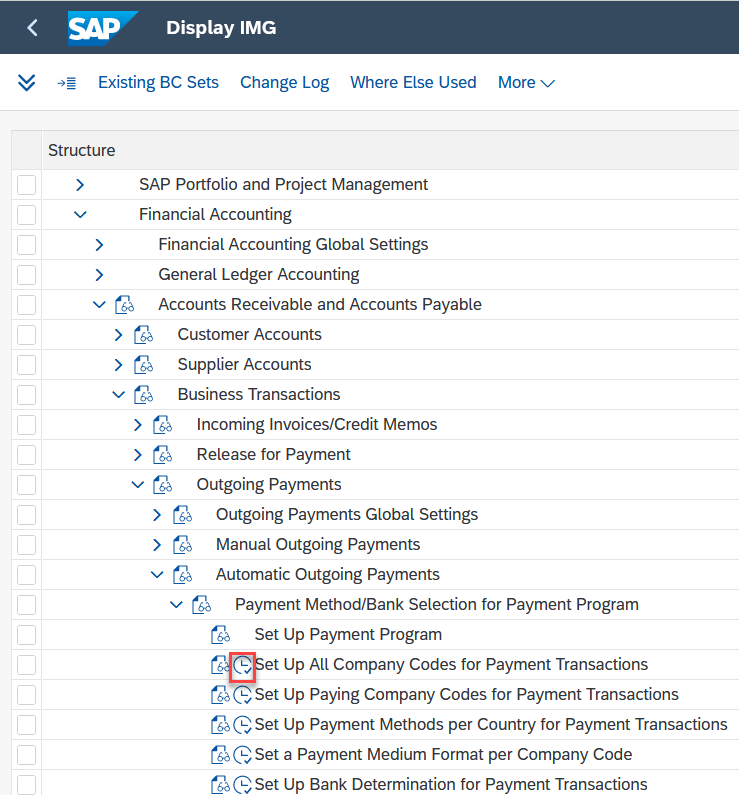 SAP Display IMG
Existing BC Sets Change Log Where Else Used More
Structure
SAP Portfolio and Project Management
Financial Accounting
Financial Accounting Global Settings
General Ledger Accounting
Accounts Receivable and Accounts Payable
Customer Accounts
Supplier Accounts
Business Transactions
Incoming Invoices/Credit Memos
Release for Payment
Outgoing Payments
Outgoing Payments Global Settings
Manual Outgoing Payments
Automatic Outgoing Payments
Payment Method/Bank Selection for Payment Program
Set Up Payment Program
Set Up All Company Codes for Payment Transactions
Set Up Paying Company Codes for Payment Transactions
Set Up Payment Methods per Country for Payment Transactions
Set a Payment Medium Format per Company Code
Set Up Bank Determination for Payment Transactions